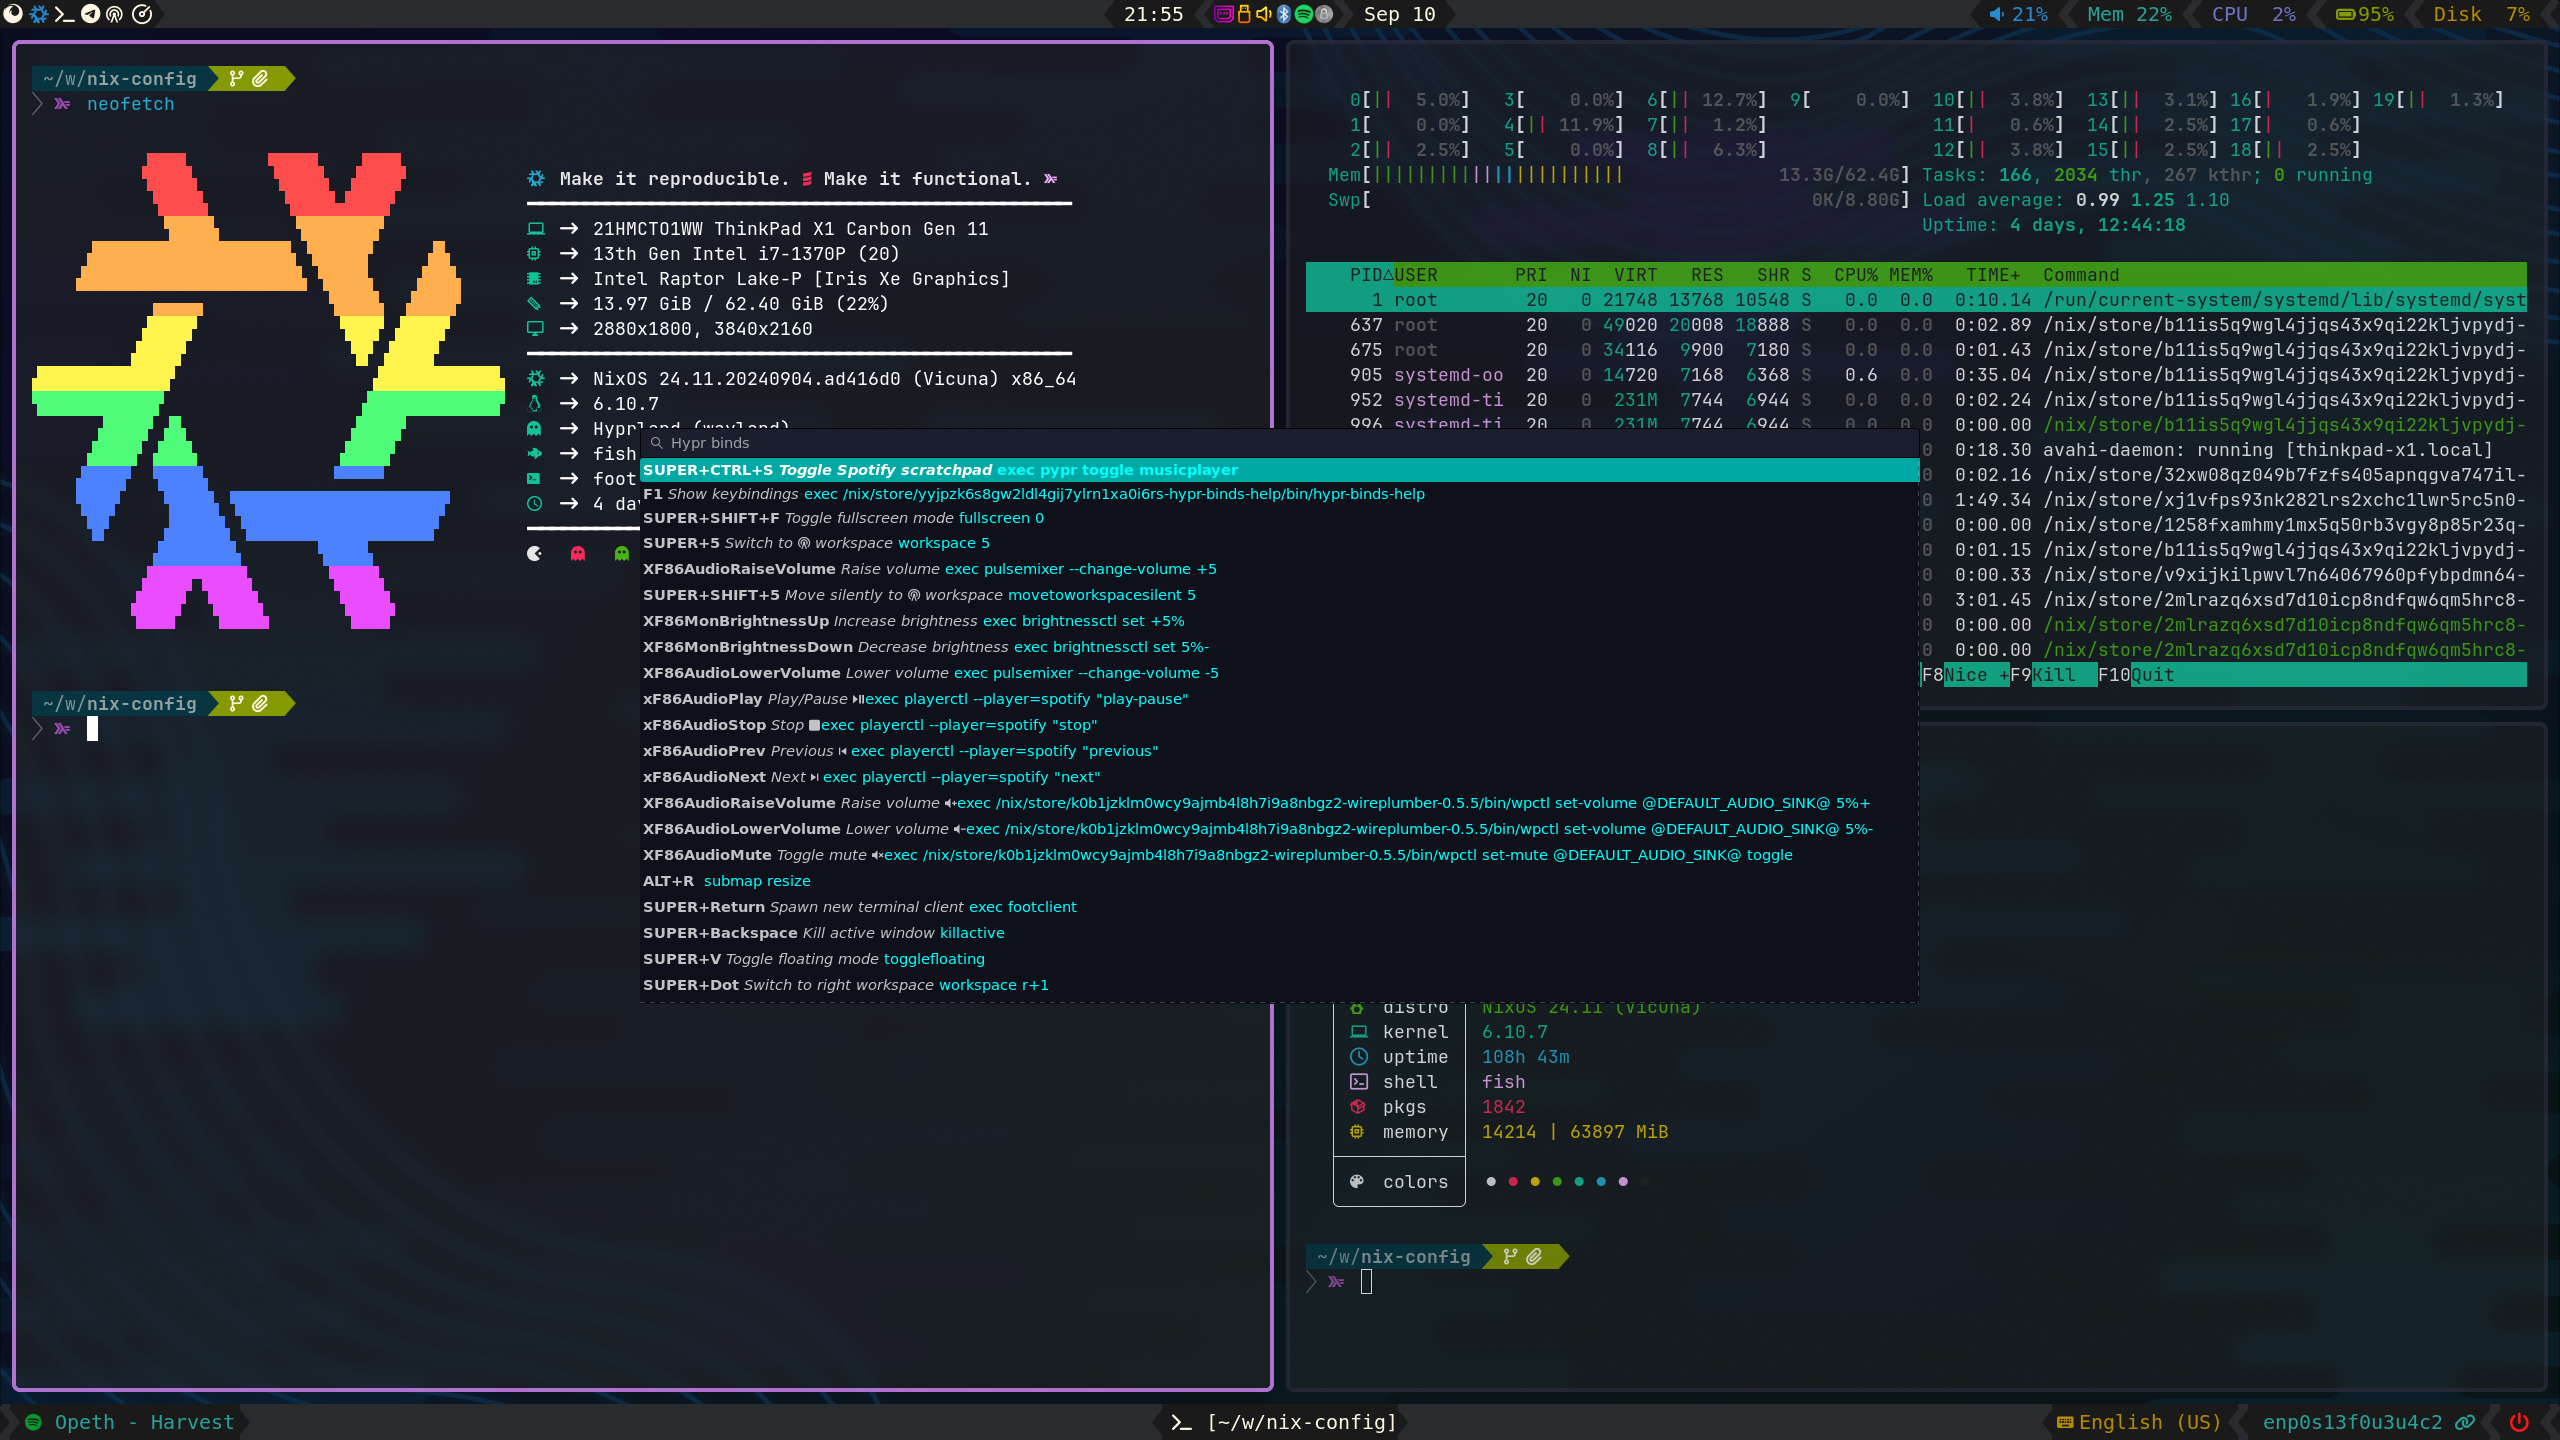 21:55
Sep 10
21%
Mem 22%
CPU 2%
95%
Disk 7%
~/w/nix-config
neofetch
Make it reproducible. Make it functional.
21HMCTO1WW ThinkPad X1 Carbon Gen 11
13th Gen Intel i7-1370P (20)
Intel Raptor Lake-P [Iris Xe Graphics]
13.97 GiB / 62.40 GiB (22%)
2880x1800, 3840x2160
NixOS 24.11.20240904.ad416d0 (Vicuna) x86_64
6.10.7
Hyprland (wayland)
fish
foot
4 day
~/w/nix-config
0[|| 5.0%] 3[ 0.0%] 6[|| 12.7%] 9[ 0.0%] 10[|| 3.8%] 13[|| 3.1%] 16[| 1.9%] 19[|| 1.3%]
1[ 0.0%] 4[|| 11.9%] 7[|| 1.2%] 11[| 0.6%] 14[|| 2.5%] 17[| 0.6%]
2[|| 2.5%] 5[ 0.0%] 8[|| 6.3%] 12[|| 3.8%] 15[|| 2.5%] 18[|| 2.5%]
Mem[||||||||||||||||||||||| 13.3G/62.4G] Tasks: 166, 2034 thr, 267 kthr; 0 running
Swp[ 0K/8.80G] Load average: 0.99 1.25 1.10
Uptime: 4 days, 12:44:18
PID△USER PRI NI VIRT RES SHR S CPU% MEM% TIME+ Command
1 root 20 0 21748 13768 10548 S 0.0 0.0 0:10.14 /run/current-system/systemd/lib/systemd/syst
637 root 20 0 49020 20008 18888 S 0.0 0.0 0:02.89 /nix/store/b11is5q9wgl4jjqs43x9qi22kljvpydj-
675 root 20 0 34116 9900 7180 S 0.0 0.0 0:01.43 /nix/store/b11is5q9wgl4jjqs43x9qi22kljvpydj-
905 systemd-oo 20 0 14720 7168 6368 S 0.6 0.0 0:35.04 /nix/store/b11is5q9wgl4jjqs43x9qi22kljvpydj-
952 systemd-ti 20 0 231M 7744 6944 S 0.0 0.0 0:02.24 /nix/store/b11is5q9wgl4jjqs43x9qi22kljvpydj-
996 systemd-ti 20 0 231M 7744 6944 S 0.0 0.0 0:00.00 /nix/store/b11is5q9wgl4jjqs43x9qi22kljvpydj-
0 0:18.30 avahi-daemon: running [thinkpad-x1.local]
0 0:02.16 /nix/store/32xw08qz049b7fzfs405apnqgva747il-
0 1:49.34 /nix/store/xj1vfps93nk282lrs2xchc1lwr5rc5n0-
0 0:00.00 /nix/store/1258fxamhmy1mx5q50rb3vgy8p85r23q-
0 0:01.15 /nix/store/b11is5q9wgl4jjqs43x9qi22kljvpydj-
0 0:00.33 /nix/store/v9xijkilpwvl7n64067960pfybpdmn64-
0 3:01.45 /nix/store/2mlrazq6xsd7d10icp8ndfqw6qm5hrc8-
0 0:00.00 /nix/store/2mlrazq6xsd7d10icp8ndfqw6qm5hrc8-
0 0:00.00 /nix/store/2mlrazq6xsd7d10icp8ndfqw6qm5hrc8-
F8Nice +F9Kill F10Quit
Hypr binds
SUPER+CTRL+S Toggle Spotify scratchpad exec pypr toggle musicplayer
F1 Show keybindings exec /nix/store/yyjpzk6s8gw2ldl4gij7ylrn1xa0i6rs-hypr-binds-help/bin/hypr-binds-help
SUPER+SHIFT+F Toggle fullscreen mode fullscreen 0
SUPER+5 Switch to workspace workspace 5
XF86AudioRaiseVolume Raise volume exec pulsemixer --change-volume +5
SUPER+SHIFT+5 Move silently to workspace movetoworkspacesilent 5
XF86MonBrightnessUp Increase brightness exec brightnessctl set +5%
XF86MonBrightnessDown Decrease brightness exec brightnessctl set 5%-
XF86AudioLowerVolume Lower volume exec pulsemixer --change-volume -5
xF86AudioPlay Play/Pause exec playerctl --player=spotify "play-pause"
xF86AudioStop Stop exec playerctl --player=spotify "stop"
xF86AudioPrev Previous exec playerctl --player=spotify "previous"
xF86AudioNext Next exec playerctl --player=spotify "next"
XF86AudioRaiseVolume Raise volume exec /nix/store/k0b1jzklm0wcy9ajmb4l8h7i9a8nbgz2-wireplumber-0.5.5/bin/wpctl set-volume @DEFAULT_AUDIO_SINK@ 5%+
XF86AudioLowerVolume Lower volume exec /nix/store/k0b1jzklm0wcy9ajmb4l8h7i9a8nbgz2-wireplumber-0.5.5/bin/wpctl set-volume @DEFAULT_AUDIO_SINK@ 5%-
XF86AudioMute Toggle mute exec /nix/store/k0b1jzklm0wcy9ajmb4l8h7i9a8nbgz2-wireplumber-0.5.5/bin/wpctl set-mute @DEFAULT_AUDIO_SINK@ toggle
ALT+R submap resize
SUPER+Return Spawn new terminal client exec footclient
SUPER+Backspace Kill active window killactive
SUPER+V Toggle floating mode togglefloating
SUPER+Dot Switch to right workspace workspace r+1
distro NixOS 24.11 (Vicuna)
kernel 6.10.7
uptime 108h 43m
shell fish
pkgs 1842
memory 14214 | 63897 MiB
colors
~/w/nix-config
Opeth - Harvest
[~/w/nix-config]
English (US)
enp0s13f0u3u4c2